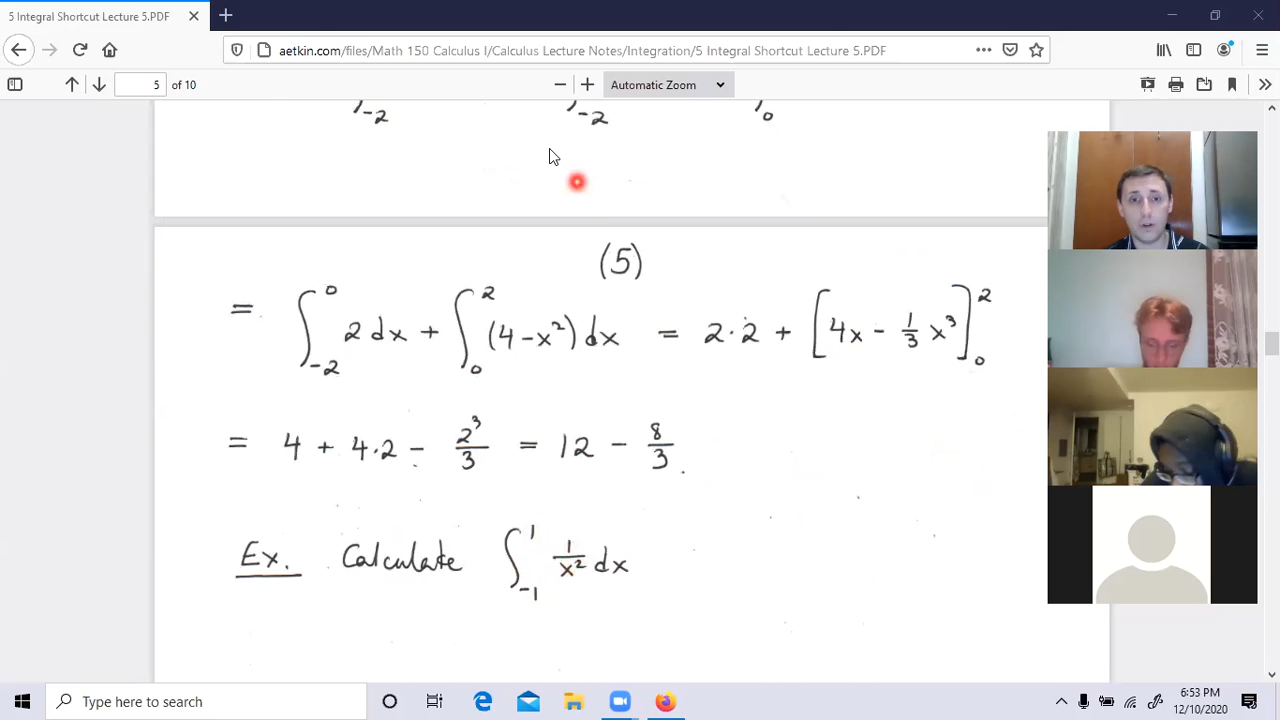 5 Integral Shortcut Lecture 5.PDF
aetkin.com/files/Math 150 Calculus I/Calculus Lecture Notes/Integration/5 Integral Shortcut Lecture 5.PDF
5 of 10
Automatic Zoom
-2 -2 0
(5)
= ∫_{-2}^{0} 2 dx + ∫_{0}^{2} (4-x²) dx = 2·2 + [4x - 1/3 x³]_{0}^{2}
= 4 + 4·2 - 2³/3 = 12 - 8/3.
Ex. Calculate ∫_{-1}^{1} 1/x² dx
Type here to search
6:53 PM
12/10/2020